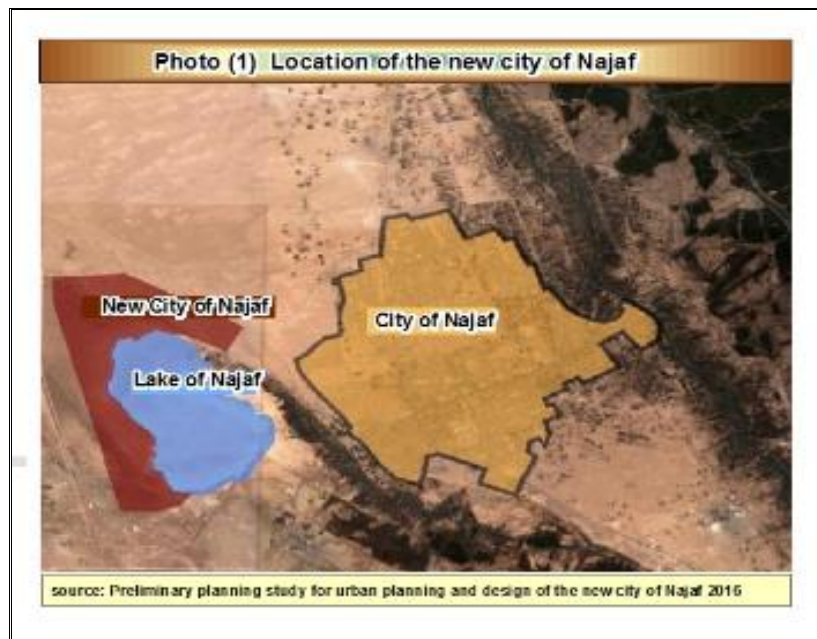 Photo (1) Location of the new city of Najaf
New City of Najaf
City of Najaf
Lake of Najaf
source: Preliminary planning study for urban planning and design of the new city of Najaf 2016